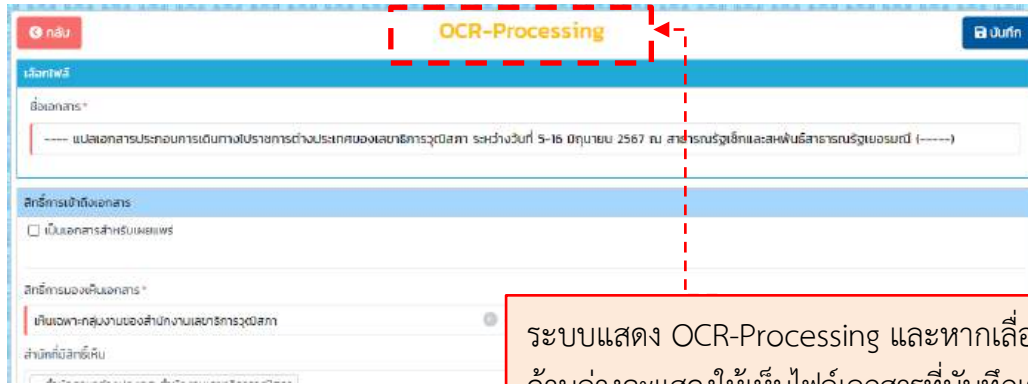 กลับ
OCR-Processing
บันทึก
เลือกไฟล์
ชื่อเอกสาร*
---- แปลเอกสารประกอบการเดินทางไปราชการต่างประเทศของเลขาธิการวุฒิสภา ระหว่างวันที่ 5-16 มิถุนายน 2567 ณ สาธารณรัฐเช็กและสหพันธ์สาธารณรัฐเยอรมนี (-----)
สิทธิ์การเข้าถึงเอกสาร
เป็นเอกสารสำหรับเผยแพร่
สิทธิ์การมองเห็นเอกสาร*
เห็นเฉพาะกลุ่มงานของสำนักงานเลขาธิการวุฒิสภา
สำนักที่มีสิทธิ์เห็น
ระบบแสดง OCR-Processing และหากเลื่อ